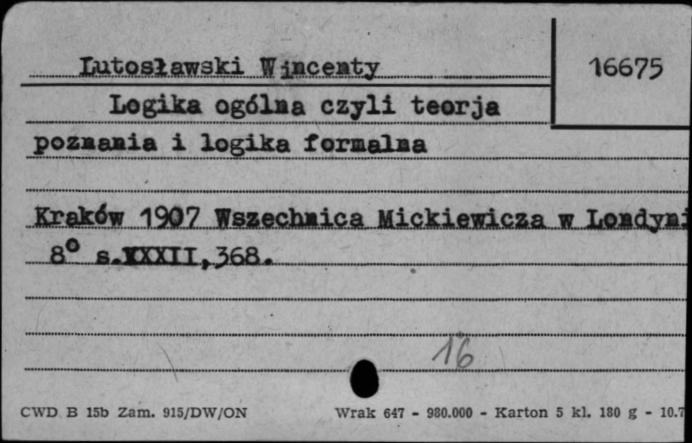 Lutosławski Wincenty
16675
Logika ogólna czyli teorja
poznania i logika formalna
Kraków 1907 Wszechnica Mickiewicza w Londyni
8° s.XXXII,368.
16
CWD B 15b Zam. 915/DW/ON Wrak 647 - 980.000 - Karton 5 kl. 180 g - 10.7